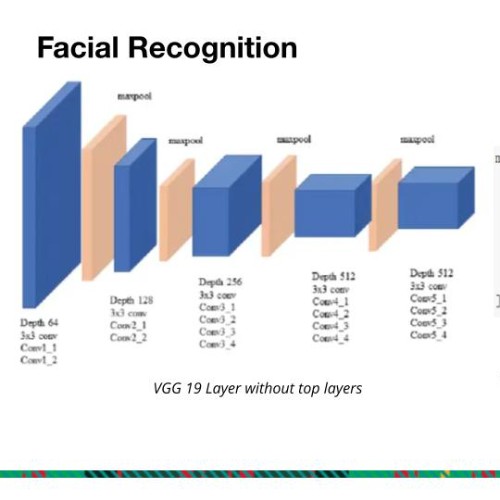 Facial Recognition
maxpool
maxpool
maxpool
maxpool
Depth 64
3x3 conv
Conv1_1
Conv1_2
Depth 128
3x3 conv
Conv2_1
Conv2_2
Depth 256
3x3 conv
Conv3_1
Conv3_2
Conv3_3
Conv3_4
Depth 512
3x3 conv
Conv4_1
Conv4_2
Conv4_3
Conv4_4
Depth 512
3x3 conv
Conv5_1
Conv5_2
Conv5_3
Conv5_4
VGG 19 Layer without top layers